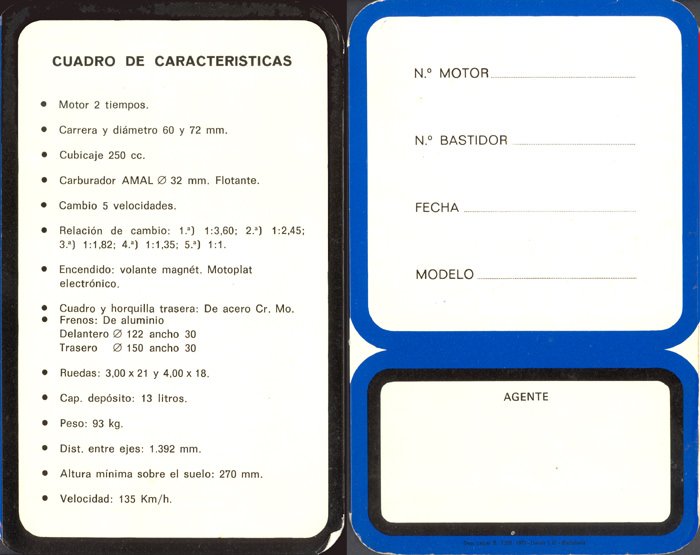 CUADRO DE CARACTERISTICAS
● Motor 2 tiempos.
● Carrera y diámetro 60 y 72 mm.
● Cubicaje 250 cc.
● Carburador AMAL ∅ 32 mm. Flotante.
● Cambio 5 velocidades.
● Relación de cambio: 1.ª) 1:3,60; 2.ª) 1:2,45;
3.ª) 1:1,82; 4.ª) 1:1,35; 5.ª) 1:1.
● Encendido: volante magnét. Motoplat
electrónico.
● Cuadro y horquilla trasera: De acero Cr. Mo.
● Frenos: De aluminio
Delantero ∅ 122 ancho 30
Trasero ∅ 150 ancho 30
● Ruedas: 3,00 x 21 y 4,00 x 18.
● Cap. depósito: 13 litros.
● Peso: 93 kg.
● Dist. entre ejes: 1.392 mm.
● Altura mínima sobre el suelo: 270 mm.
● Velocidad: 135 Km/h.
N.º MOTOR
N.º BASTIDOR
FECHA
MODELO
AGENTE